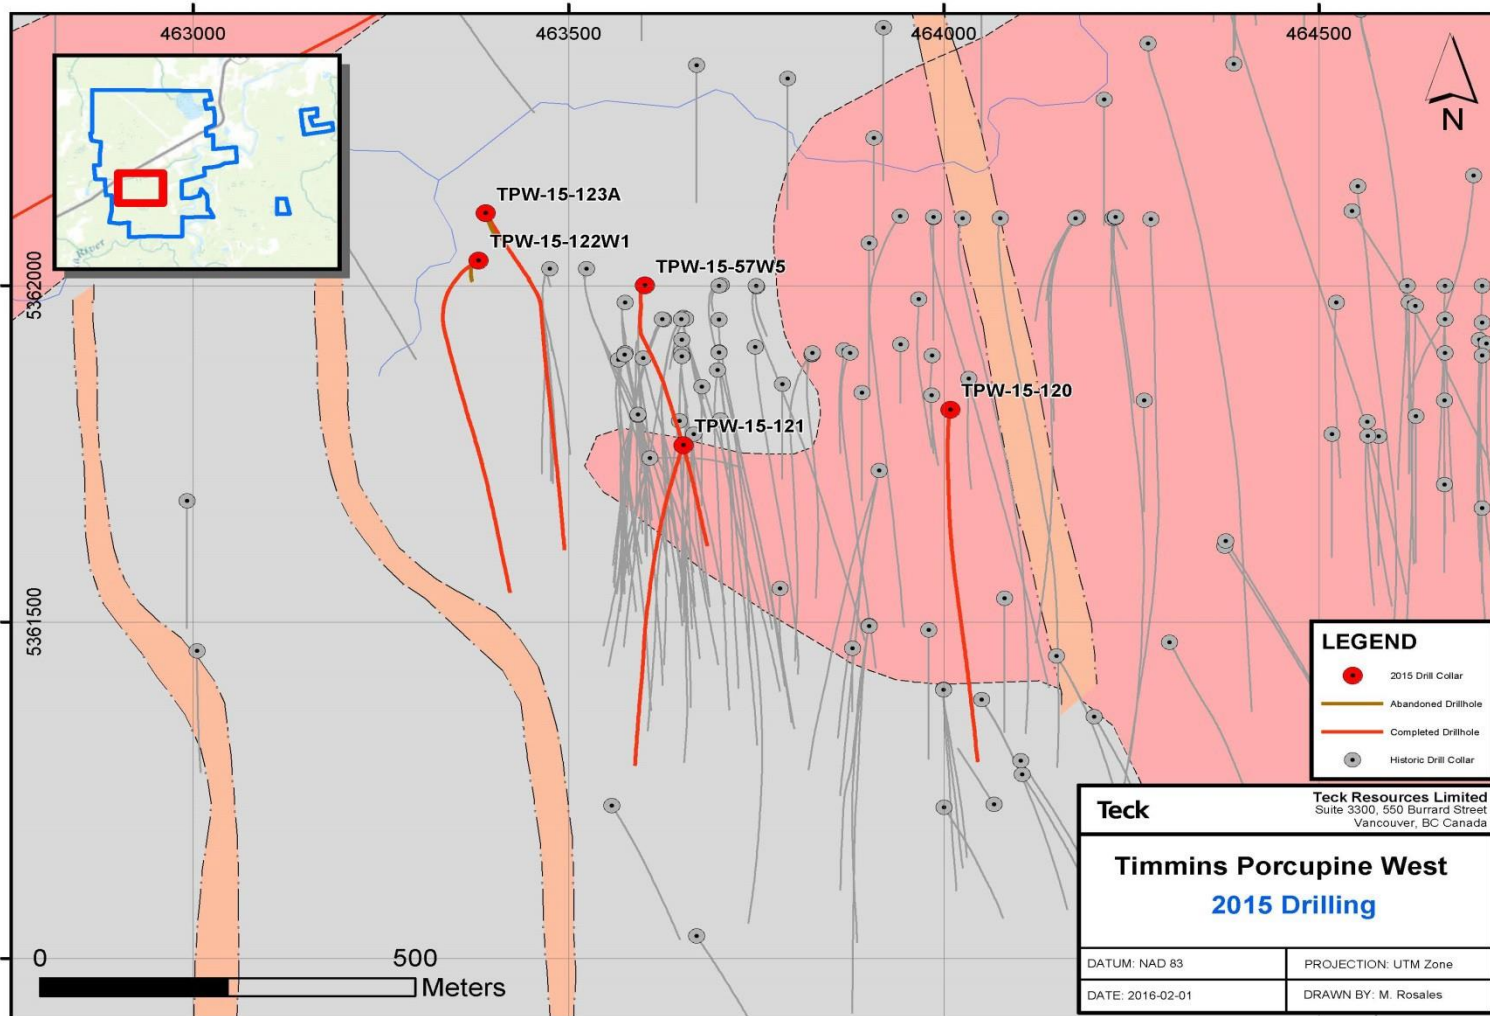 463000
463500
464000
464500
N
River
TPW-15-123A
TPW-15-122W1
5362000
TPW-15-57W5
TPW-15-120
TPW-15-121
5361500
LEGEND
2015 Drill Collar
Abandoned Drillhole
Completed Drillhole
Historic Drill Collar
Teck
Teck Resources Limited
Suite 3300, 550 Burrard Street
Vancouver, BC Canada
Timmins Porcupine West
2015 Drilling
0 500
Meters
DATUM: NAD 83
PROJECTION: UTM Zone
DATE: 2016-02-01
DRAWN BY: M. Rosales